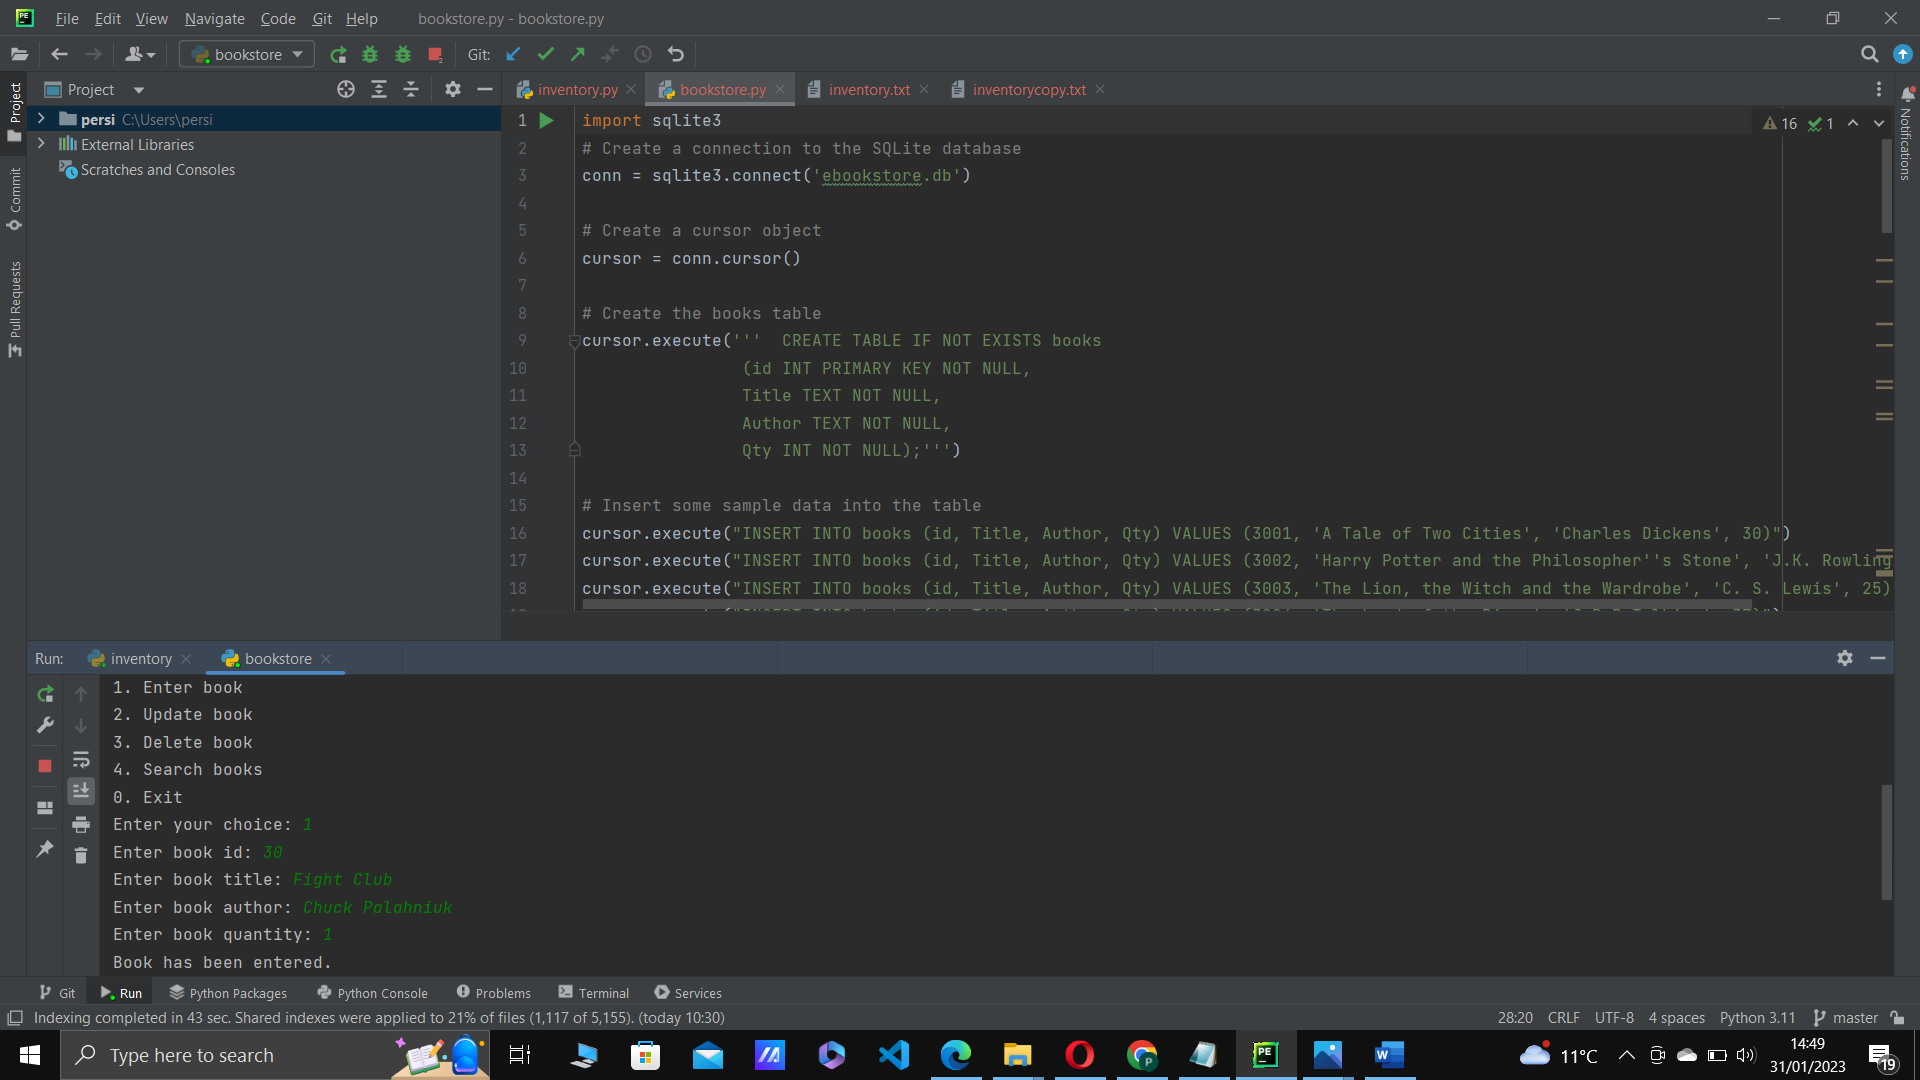 File Edit View Navigate Code Git Help bookstore.py - bookstore.py
bookstore Git:
Project inventory.py bookstore.py inventory.txt inventorycopy.txt
Project
Commit
Pull Requests
Notifications
persi C:\Users\persi
External Libraries
Scratches and Consoles
16 1
1 import sqlite3
2 # Create a connection to the SQLite database
3 conn = sqlite3.connect('ebookstore.db')
4
5 # Create a cursor object
6 cursor = conn.cursor()
7
8 # Create the books table
9 cursor.execute(''' CREATE TABLE IF NOT EXISTS books
10 (id INT PRIMARY KEY NOT NULL,
11 Title TEXT NOT NULL,
12 Author TEXT NOT NULL,
13 Qty INT NOT NULL);''')
14
15 # Insert some sample data into the table
16 cursor.execute("INSERT INTO books (id, Title, Author, Qty) VALUES (3001, 'A Tale of Two Cities', 'Charles Dickens', 30)")
17 cursor.execute("INSERT INTO books (id, Title, Author, Qty) VALUES (3002, 'Harry Potter and the Philosopher''s Stone', 'J.K. Rowling
18 cursor.execute("INSERT INTO books (id, Title, Author, Qty) VALUES (3003, 'The Lion, the Witch and the Wardrobe', 'C. S. Lewis', 25)
Run: inventory bookstore
1. Enter book
2. Update book
3. Delete book
4. Search books
0. Exit
Enter your choice: 1
Enter book id: 30
Enter book title: Fight Club
Enter book author: Chuck Palahniuk
Enter book quantity: 1
Book has been entered.
Git Run Python Packages Python Console Problems Terminal Services
Indexing completed in 43 sec. Shared indexes were applied to 21% of files (1,117 of 5,155). (today 10:30) 28:20 CRLF UTF-8 4 spaces Python 3.11 master
Type here to search 11°C 14:49
31/01/2023
19